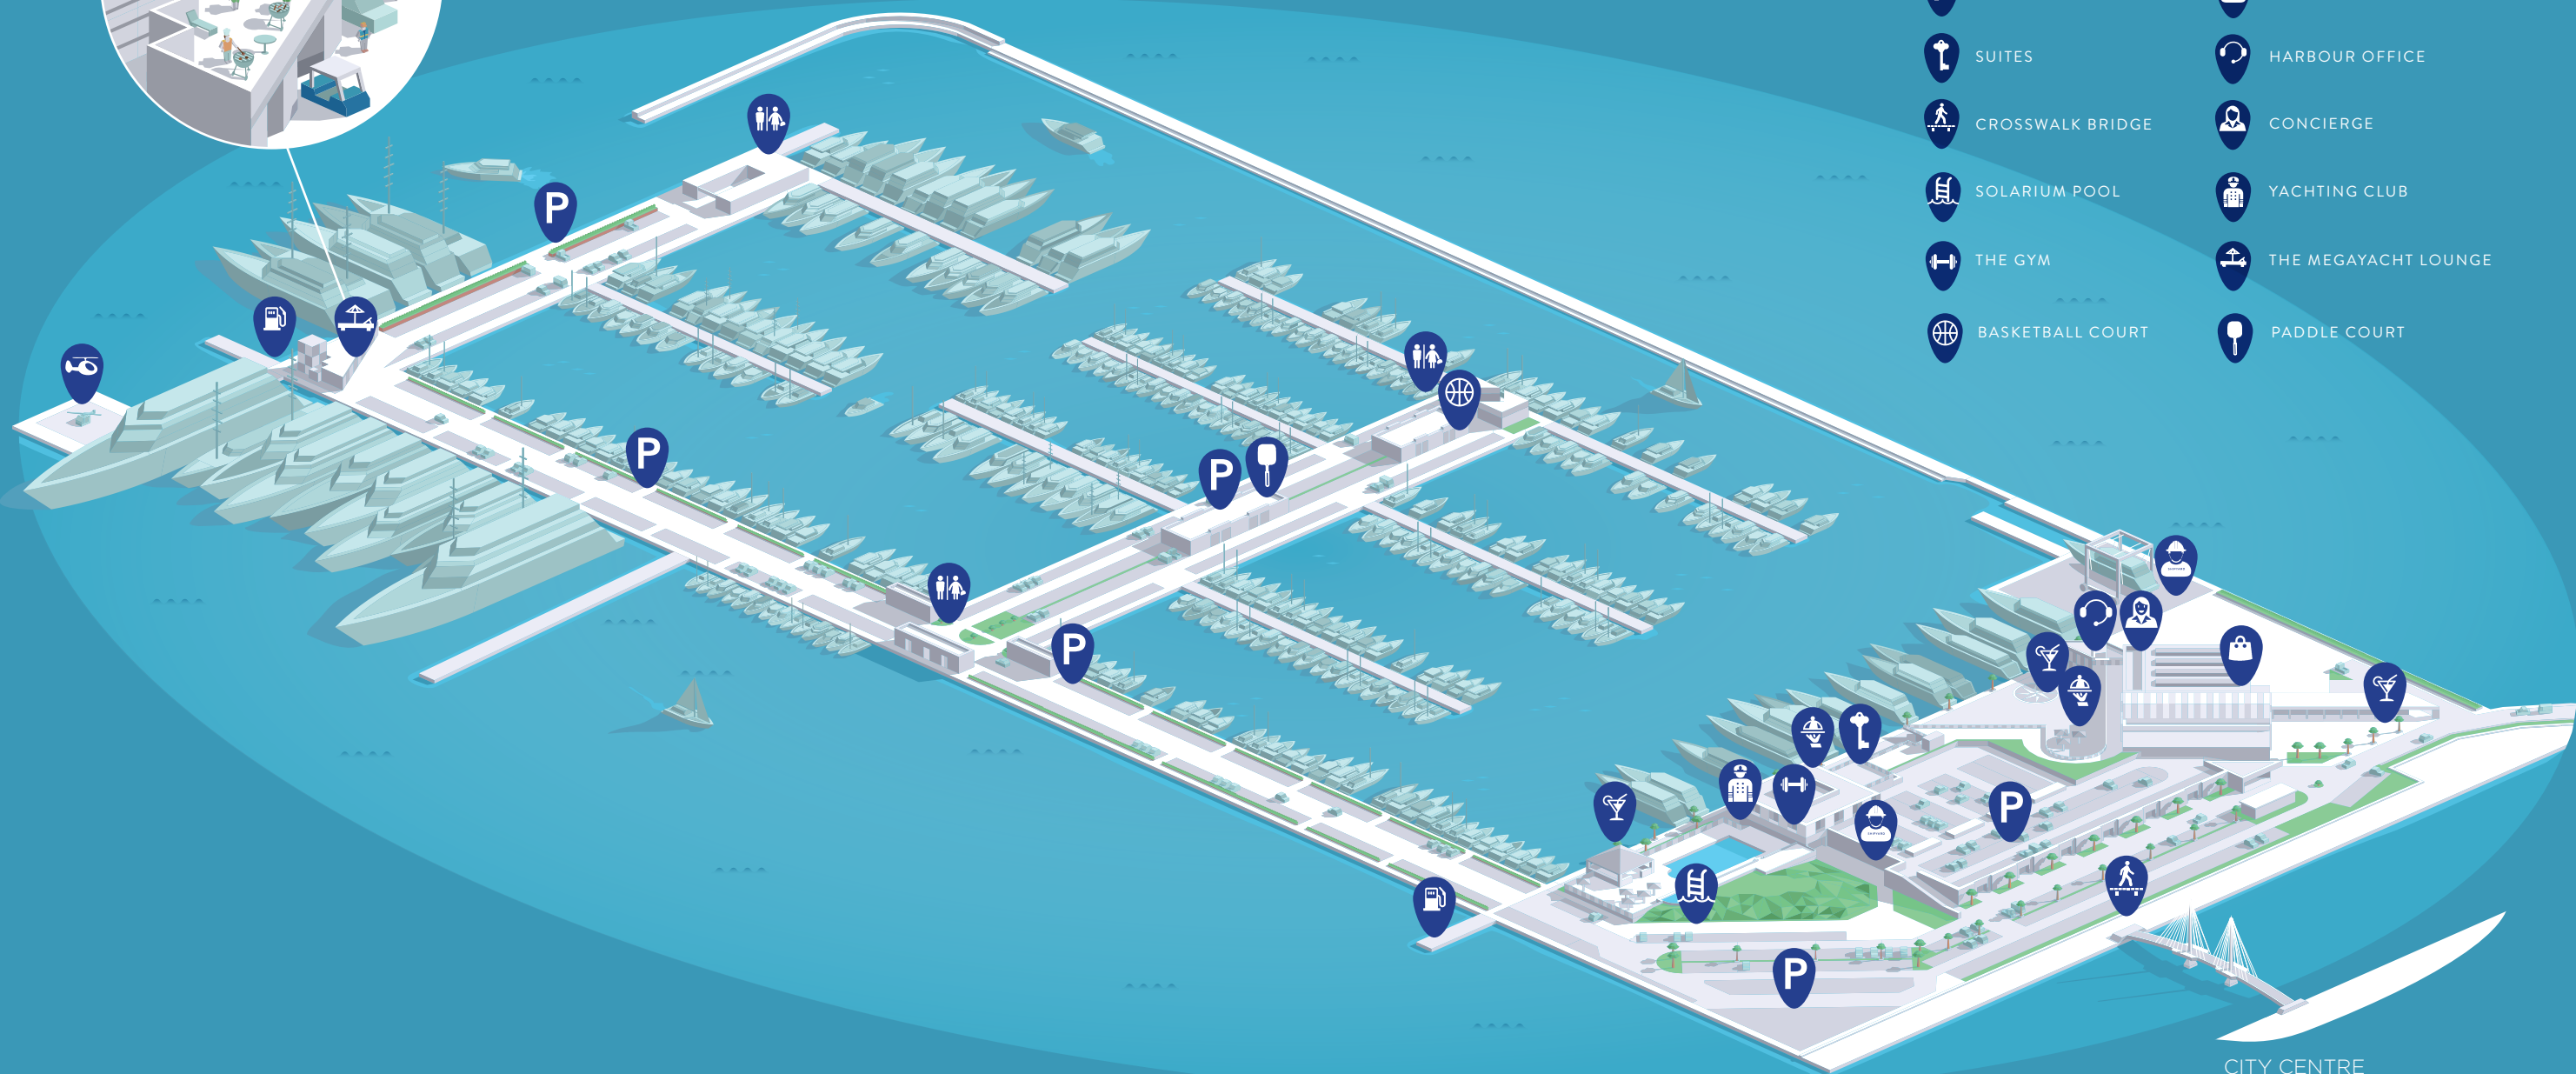 SUITES
HARBOUR OFFICE
CROSSWALK BRIDGE
CONCIERGE
SOLARIUM POOL
YACHTING CLUB
THE GYM
THE MEGAYACHT LOUNGE
BASKETBALL COURT
PADDLE COURT
P
P
P
P
P
P
CITY CENTRE